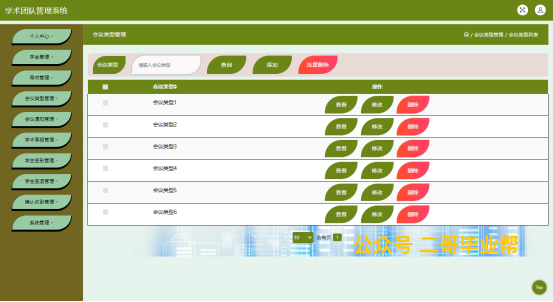 学术团队管理系统
个人中心
会议类型管理
/ 会议类型管理 / 会议类型列表
学生管理
导师管理
会议类型管理
会议通知管理
学术简报管理
学生签到管理
学生签退管理
确认收到管理
系统管理
会议类型 请输入会议类型 查询 添加 批量删除
会议类型 操作
会议类型1 查看 修改 删除
会议类型2 查看 修改 删除
会议类型3 查看 修改 删除
会议类型4 查看 修改 删除
会议类型5 查看 修改 删除
会议类型6 查看 修改 删除
10 条每页 1
公众号 二哥毕业帮
Top